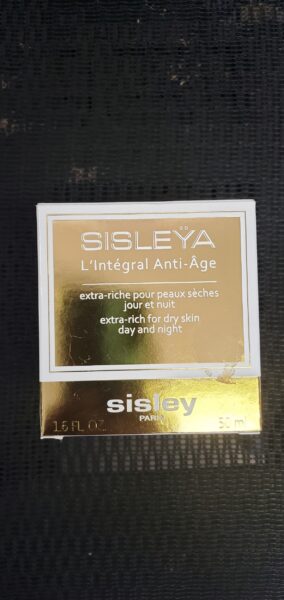 SISLEŸA
L'Intégral Anti-Âge
extra-riche pour peaux sèches
jour et nuit
extra-rich for dry skin
day and night
sisley
PARIS
1.6 FL. OZ.
50 ml